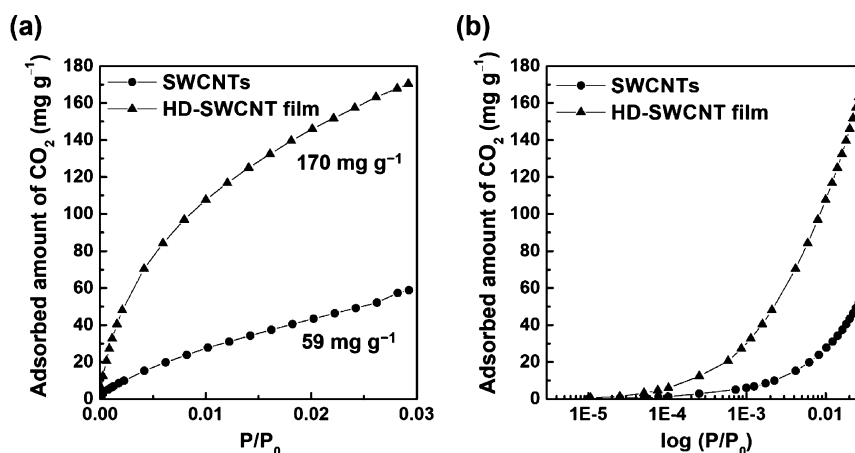 (a)
Adsorbed amount of CO₂ (mg g⁻¹)
180
160
140
120
100
80
60
40
20
0
SWCNTs
HD-SWCNT film
170 mg g⁻¹
59 mg g⁻¹
0.00 0.01 0.02 0.03
P/P₀
(b)
Adsorbed amount of CO₂ (mg g⁻¹)
180
160
140
120
100
80
60
40
20
0
SWCNTs
HD-SWCNT film
1E-5 1E-4 1E-3 0.01
log (P/P₀)